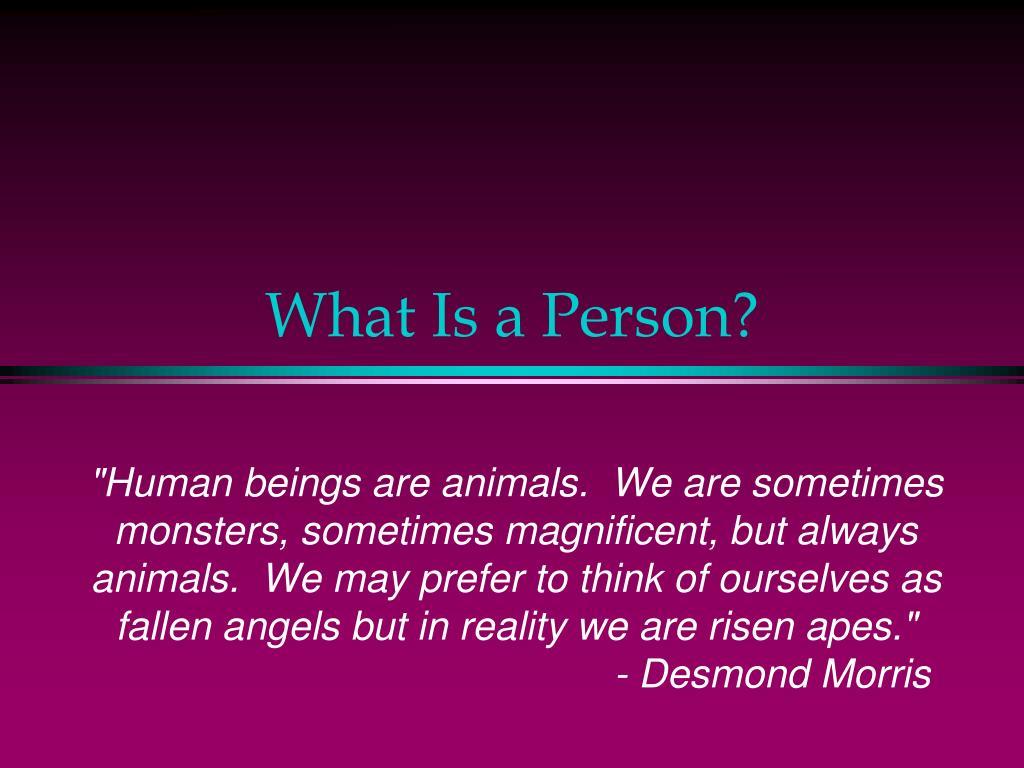 What Is a Person?
"Human beings are animals.  We are sometimes
monsters, sometimes magnificent, but always
animals.  We may prefer to think of ourselves as
fallen angels but in reality we are risen apes."
- Desmond Morris